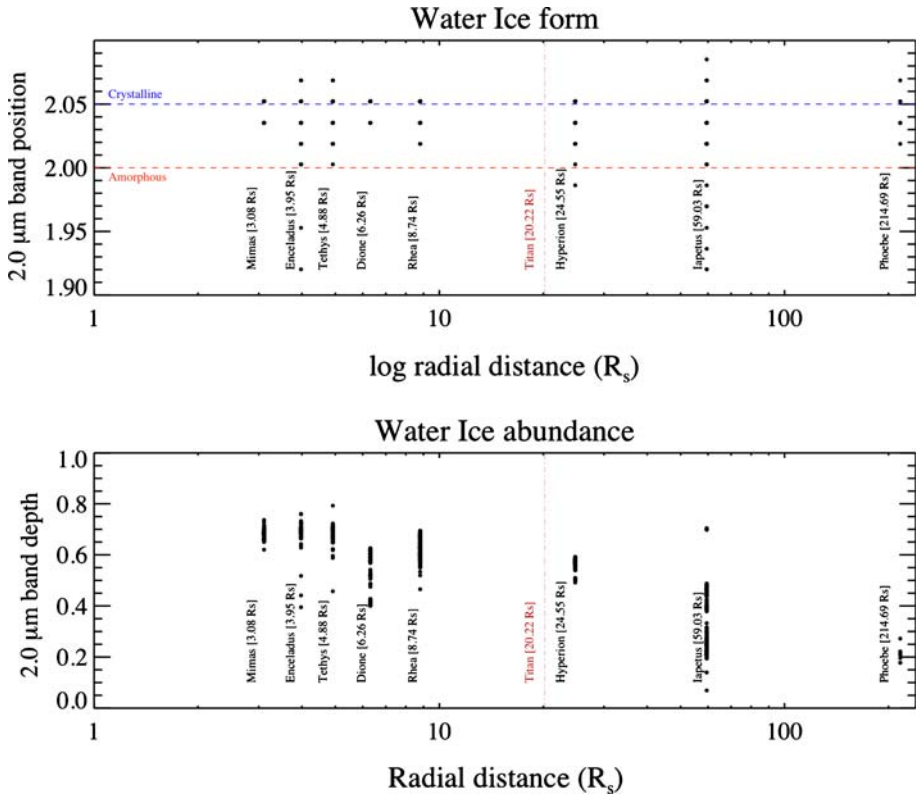 Water Ice form
2.0 µm band position
2.05
2.00
1.95
1.90
Crystalline
Amorphous
Mimas [3.08 Rs]
Enceladus [3.95 Rs]
Tethys [4.88 Rs]
Dione [6.26 Rs]
Rhea [8.74 Rs]
Titan [20.22 Rs]
Hyperion [24.55 Rs]
Iapetus [59.03 Rs]
Phoebe [214.69 Rs]
1 10 100
log radial distance (Rs)
Water Ice abundance
2.0 µm band depth
1.0
0.8
0.6
0.4
0.2
0.0
Mimas [3.08 Rs]
Enceladus [3.95 Rs]
Tethys [4.88 Rs]
Dione [6.26 Rs]
Rhea [8.74 Rs]
Titan [20.22 Rs]
Hyperion [24.55 Rs]
Iapetus [59.03 Rs]
Phoebe [214.69 Rs]
1 10 100
Radial distance (Rs)